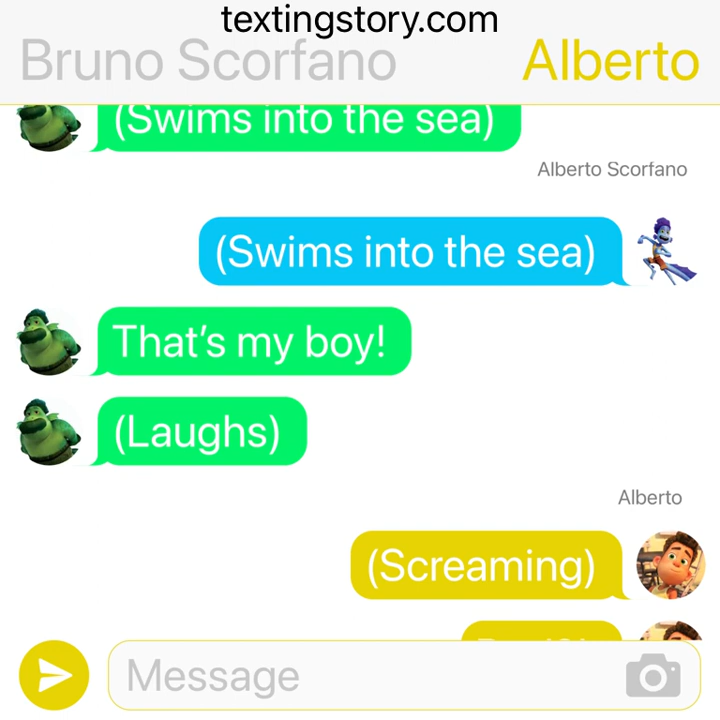 textingstory.com
Bruno Scorfano
Alberto
(Swims into the sea)
Alberto Scorfano
(Swims into the sea)
That's my boy!
(Laughs)
Alberto
(Screaming)
Message